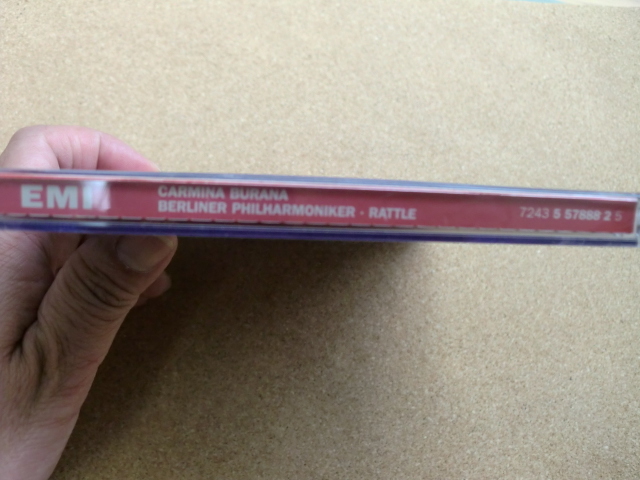 EMI
CARMINA BURANA
BERLINER PHILHARMONIKER · RATTLE
7243 5 57888 2 5